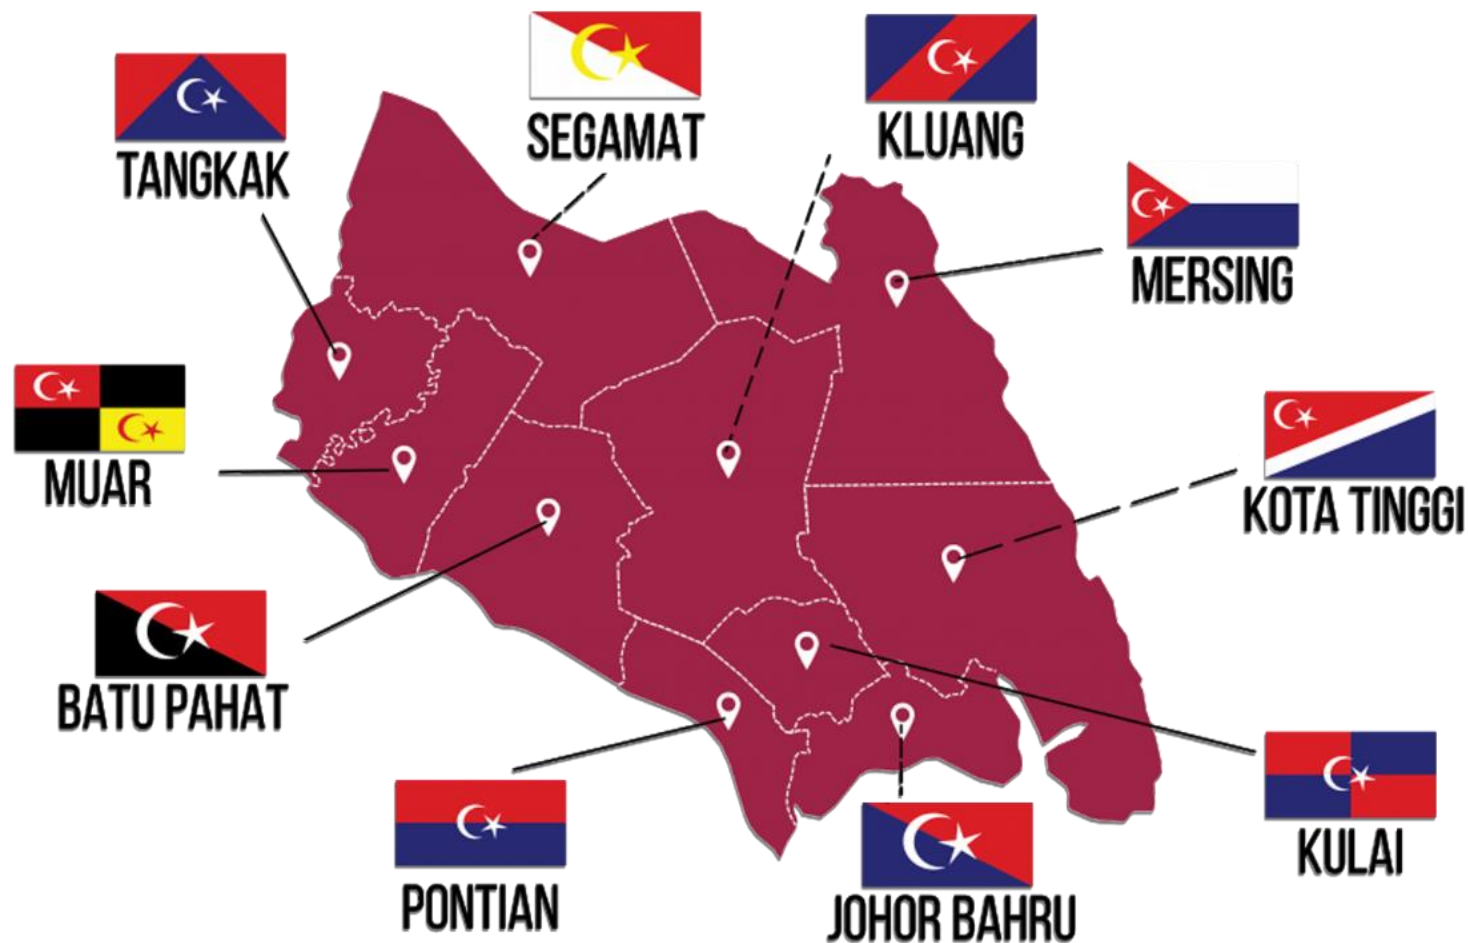 SEGAMAT
KLUANG
TANGKAK
MERSING
MUAR
KOTA TINGGI
BATU PAHAT
KULAI
PONTIAN
JOHOR BAHRU